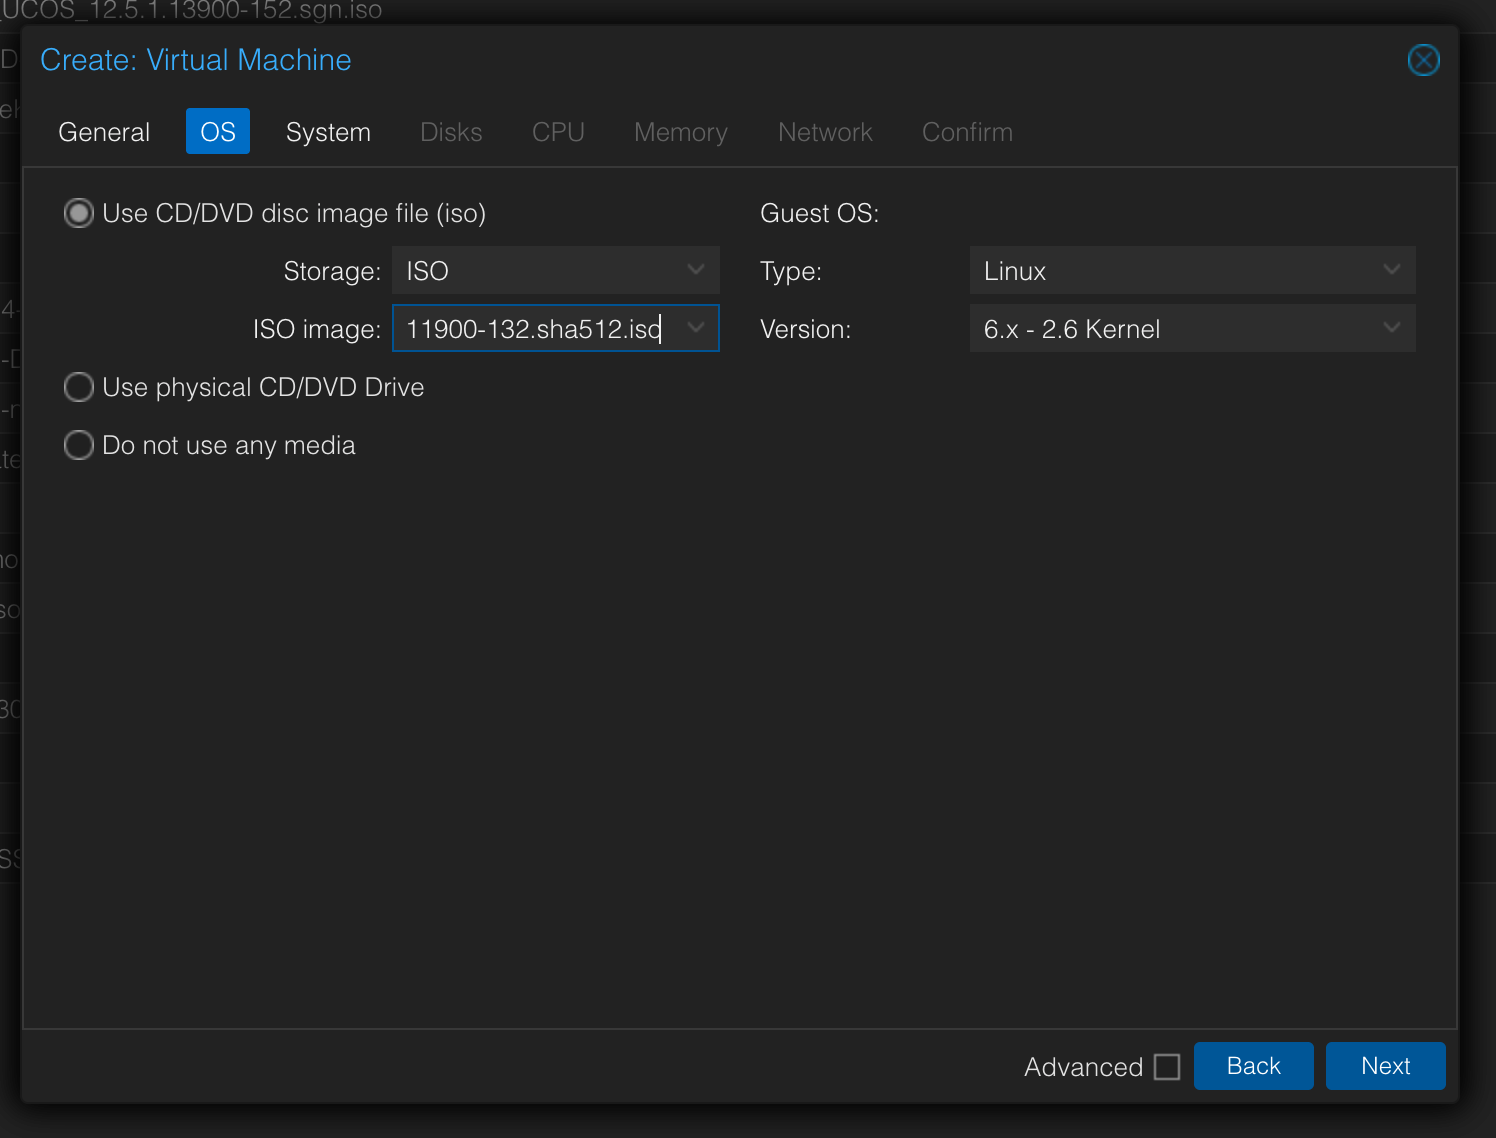 _UCOS_12.5.1.13900-152.sgn.iso
Create: Virtual Machine
General OS System Disks CPU Memory Network Confirm
Use CD/DVD disc image file (iso)
Storage: ISO
ISO image: 11900-132.sha512.iso
Use physical CD/DVD Drive
Do not use any media
Guest OS:
Type: Linux
Version: 6.x - 2.6 Kernel
Advanced Back Next